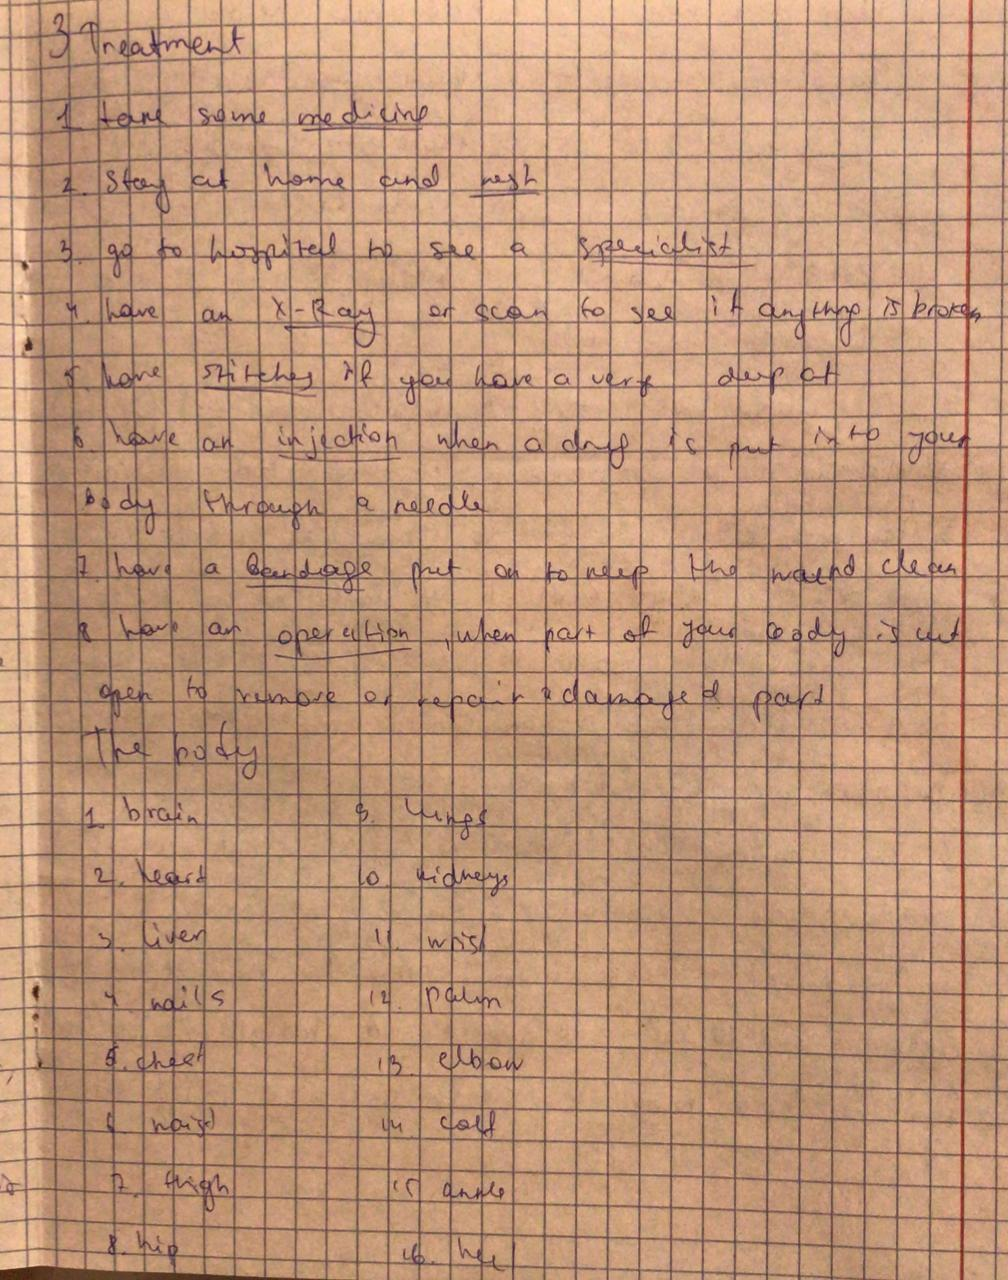 3 Treatment
1 take some medicine
2. Stay at home and rest
3. go to hospital to see a specialist
4. have an X-Ray or scan to see if anything is broken
5. have stitches if you have a very deep cut
6 have an injection when a drug is put into your
body through a needle
7. have a bandage put on to keep the wound clean
8 have an operation, when part of your body is cut
open to remove or repair a damaged part
The body
1. brain 9. lungs
2. heart 10. kidneys
3. liver 11. wrist
4. nails 12. palm
5. chest 13. elbow
6 waist 14. calf
7. thigh 15 ankle
8. hip 16. heel